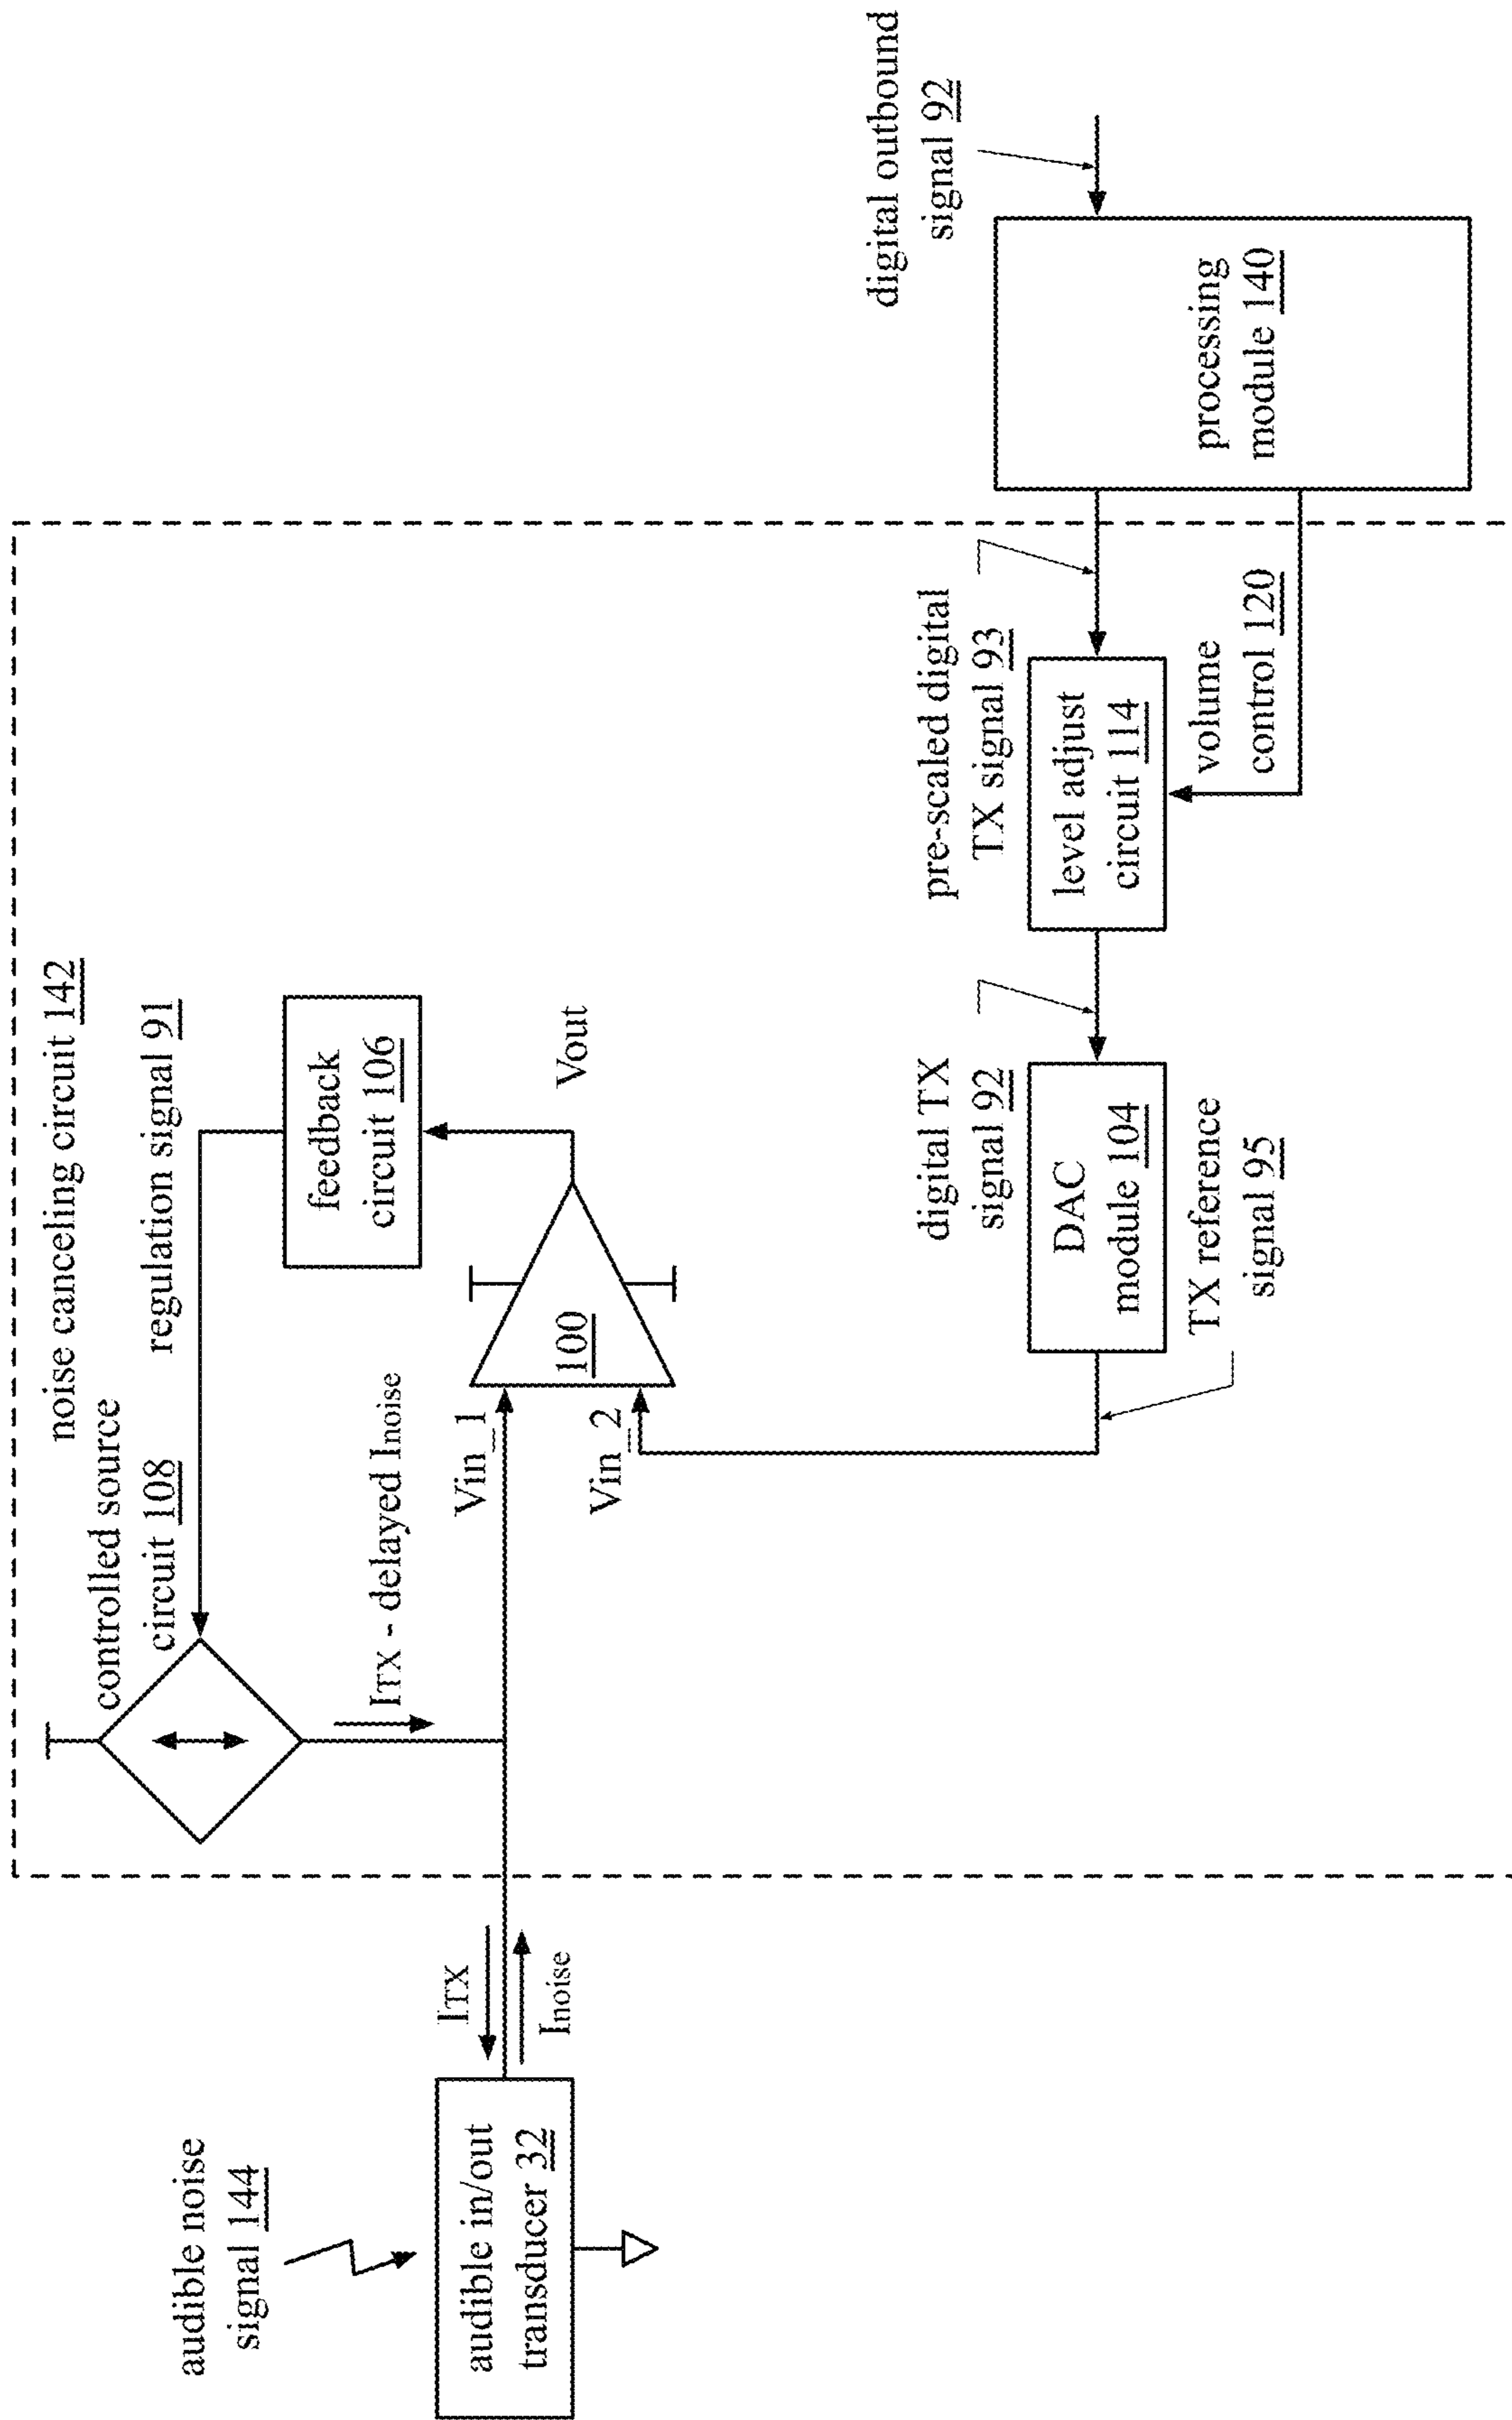 noise canceling circuit 142
controlled source
circuit 108
regulation signal 91
audible noise
signal 144
feedback
circuit 106
ITX - delayed Inoise
ITX
Inoise
Vin_1
Vin_2
100
Vout
audible in/out
transducer 32
digital outbound
signal 92
digital TX
signal 92
pre-scaled digital
TX signal 93
DAC
module 104
level adjust
circuit 114
processing
module 140
TX reference
signal 95
volume
control 120